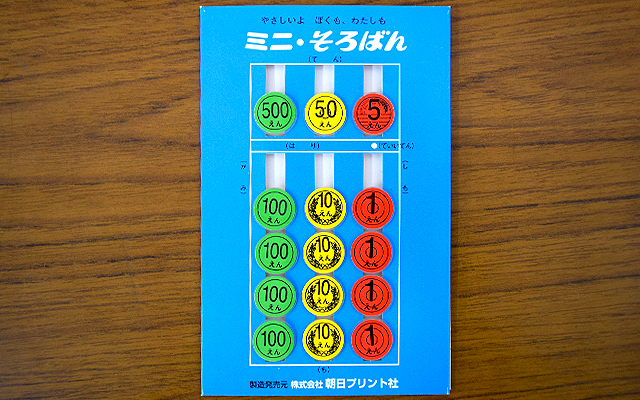 やさしいよ ぼくも、わたしも
ミニ・そろばん
(て ん)
500 えん 50 えん 5 えん
(は り) (ていいてん)
(か み) (し も)
100 えん 10 えん 1 えん
100 えん 10 えん 1 えん
100 えん 10 えん 1 えん
100 えん 10 えん 1 えん
(ち)
製造発売元 株式会社 朝日プリント社